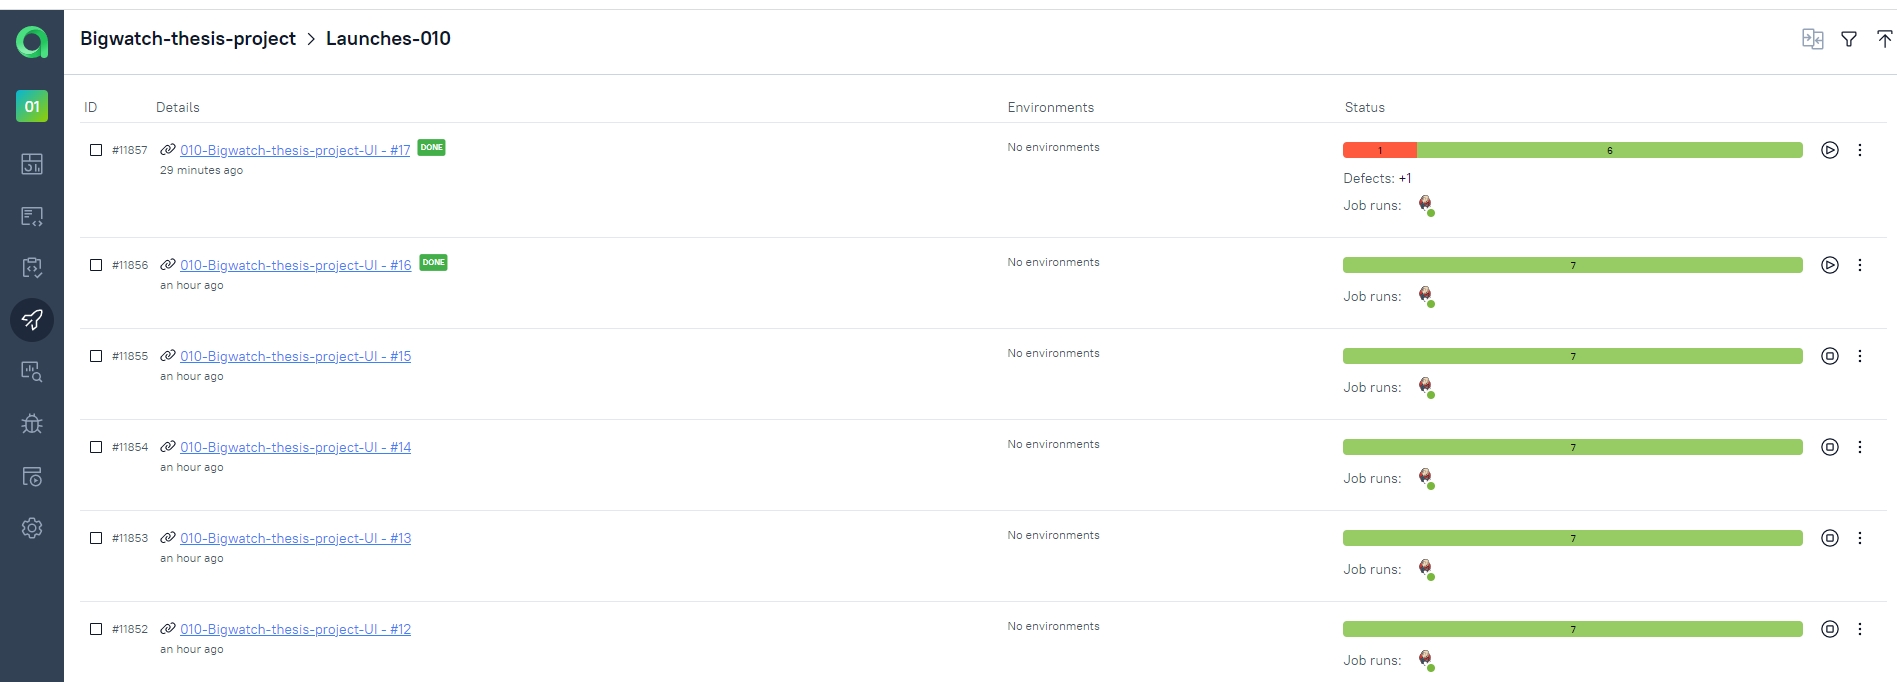 Bigwatch-thesis-project > Launches-010
01
ID Details Environments Status
#11857 010-Bigwatch-thesis-project-UI - #17 DONE No environments 1 6
29 minutes ago
Defects: +1
Job runs:
#11856 010-Bigwatch-thesis-project-UI - #16 DONE No environments 7
an hour ago
Job runs:
#11855 010-Bigwatch-thesis-project-UI - #15 No environments 7
an hour ago
Job runs:
#11854 010-Bigwatch-thesis-project-UI - #14 No environments 7
an hour ago
Job runs:
#11853 010-Bigwatch-thesis-project-UI - #13 No environments 7
an hour ago
Job runs:
#11852 010-Bigwatch-thesis-project-UI - #12 No environments 7
an hour ago
Job runs: